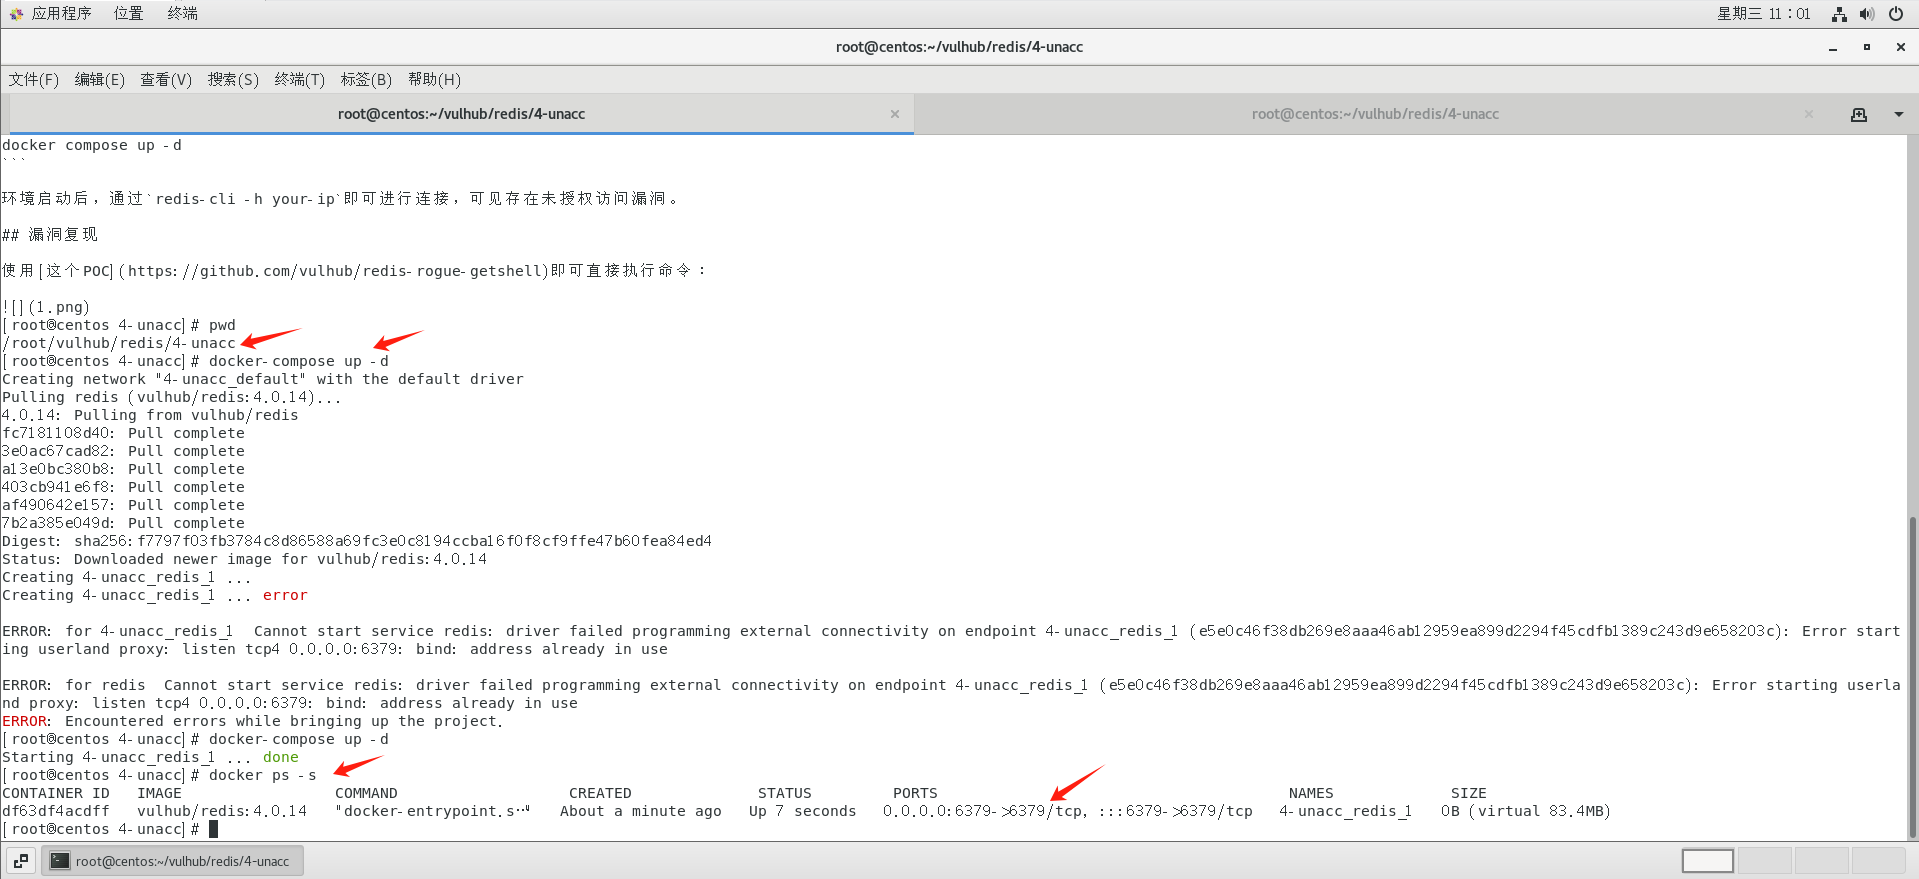 应用程序 位置 终端 星期三 11：01
root@centos:~/vulhub/redis/4-unacc
文件(F) 编辑(E) 查看(V) 搜索(S) 终端(T) 标签(B) 帮助(H)
root@centos:~/vulhub/redis/4-unacc × root@centos:~/vulhub/redis/4-unacc ×
docker compose up -d
```
环境启动后，通过`redis-cli -h your-ip`即可进行连接，可见存在未授权访问漏洞。
## 漏洞复现
使用[这个POC](https://github.com/vulhub/redis-rogue-getshell)即可直接执行命令：
![](1.png)
[root@centos 4-unacc]# pwd
/root/vulhub/redis/4-unacc
[root@centos 4-unacc]# docker-compose up -d
Creating network "4-unacc_default" with the default driver
Pulling redis (vulhub/redis:4.0.14)...
4.0.14: Pulling from vulhub/redis
fc7181108d40: Pull complete
3e0ac67cad82: Pull complete
a13e0bc380b8: Pull complete
403cb941e6f8: Pull complete
af490642e157: Pull complete
7b2a385e049d: Pull complete
Digest: sha256:f7797f03fb3784c8d86588a69fc3e0c8194ccba16f0f8cf9ffe47b60fea84ed4
Status: Downloaded newer image for vulhub/redis:4.0.14
Creating 4-unacc_redis_1 ...
Creating 4-unacc_redis_1 ... error
ERROR: for 4-unacc_redis_1  Cannot start service redis: driver failed programming external connectivity on endpoint 4-unacc_redis_1 (e5e0c46f38db269e8aaa46ab12959ea899d2294f45cdfb1389c243d9e658203c): Error start
ing userland proxy: listen tcp4 0.0.0.0:6379: bind: address already in use
ERROR: for redis  Cannot start service redis: driver failed programming external connectivity on endpoint 4-unacc_redis_1 (e5e0c46f38db269e8aaa46ab12959ea899d2294f45cdfb1389c243d9e658203c): Error starting userla
nd proxy: listen tcp4 0.0.0.0:6379: bind: address already in use
ERROR: Encountered errors while bringing up the project.
[root@centos 4-unacc]# docker-compose up -d
Starting 4-unacc_redis_1 ... done
[root@centos 4-unacc]# docker ps -s
CONTAINER ID   IMAGE   COMMAND   CREATED   STATUS   PORTS   NAMES   SIZE
df63df4acdff   vulhub/redis:4.0.14   "docker-entrypoint.s…"   About a minute ago   Up 7 seconds   0.0.0.0:6379->6379/tcp, :::6379->6379/tcp   4-unacc_redis_1   0B (virtual 83.4MB)
[root@centos 4-unacc]#
root@centos:~/vulhub/redis/4-unacc